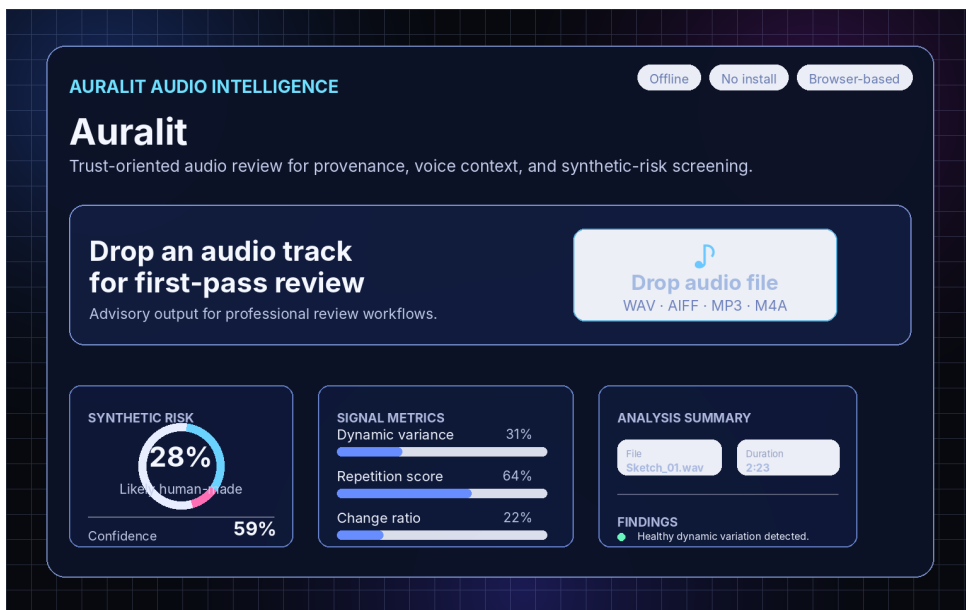 AURALIT AUDIO INTELLIGENCE
Offline
No install
Browser-based
Auralit
Trust-oriented audio review for provenance, voice context, and synthetic-risk screening.
Drop an audio track
for first-pass review
Advisory output for professional review workflows.
Drop audio file
WAV · AIFF · MP3 · M4A
SYNTHETIC RISK
28%
Likely human-made
Confidence 59%
SIGNAL METRICS
Dynamic variance 31%
Repetition score 64%
Change ratio 22%
ANALYSIS SUMMARY
File
Sketch_01.wav
Duration
2:23
FINDINGS
Healthy dynamic variation detected.